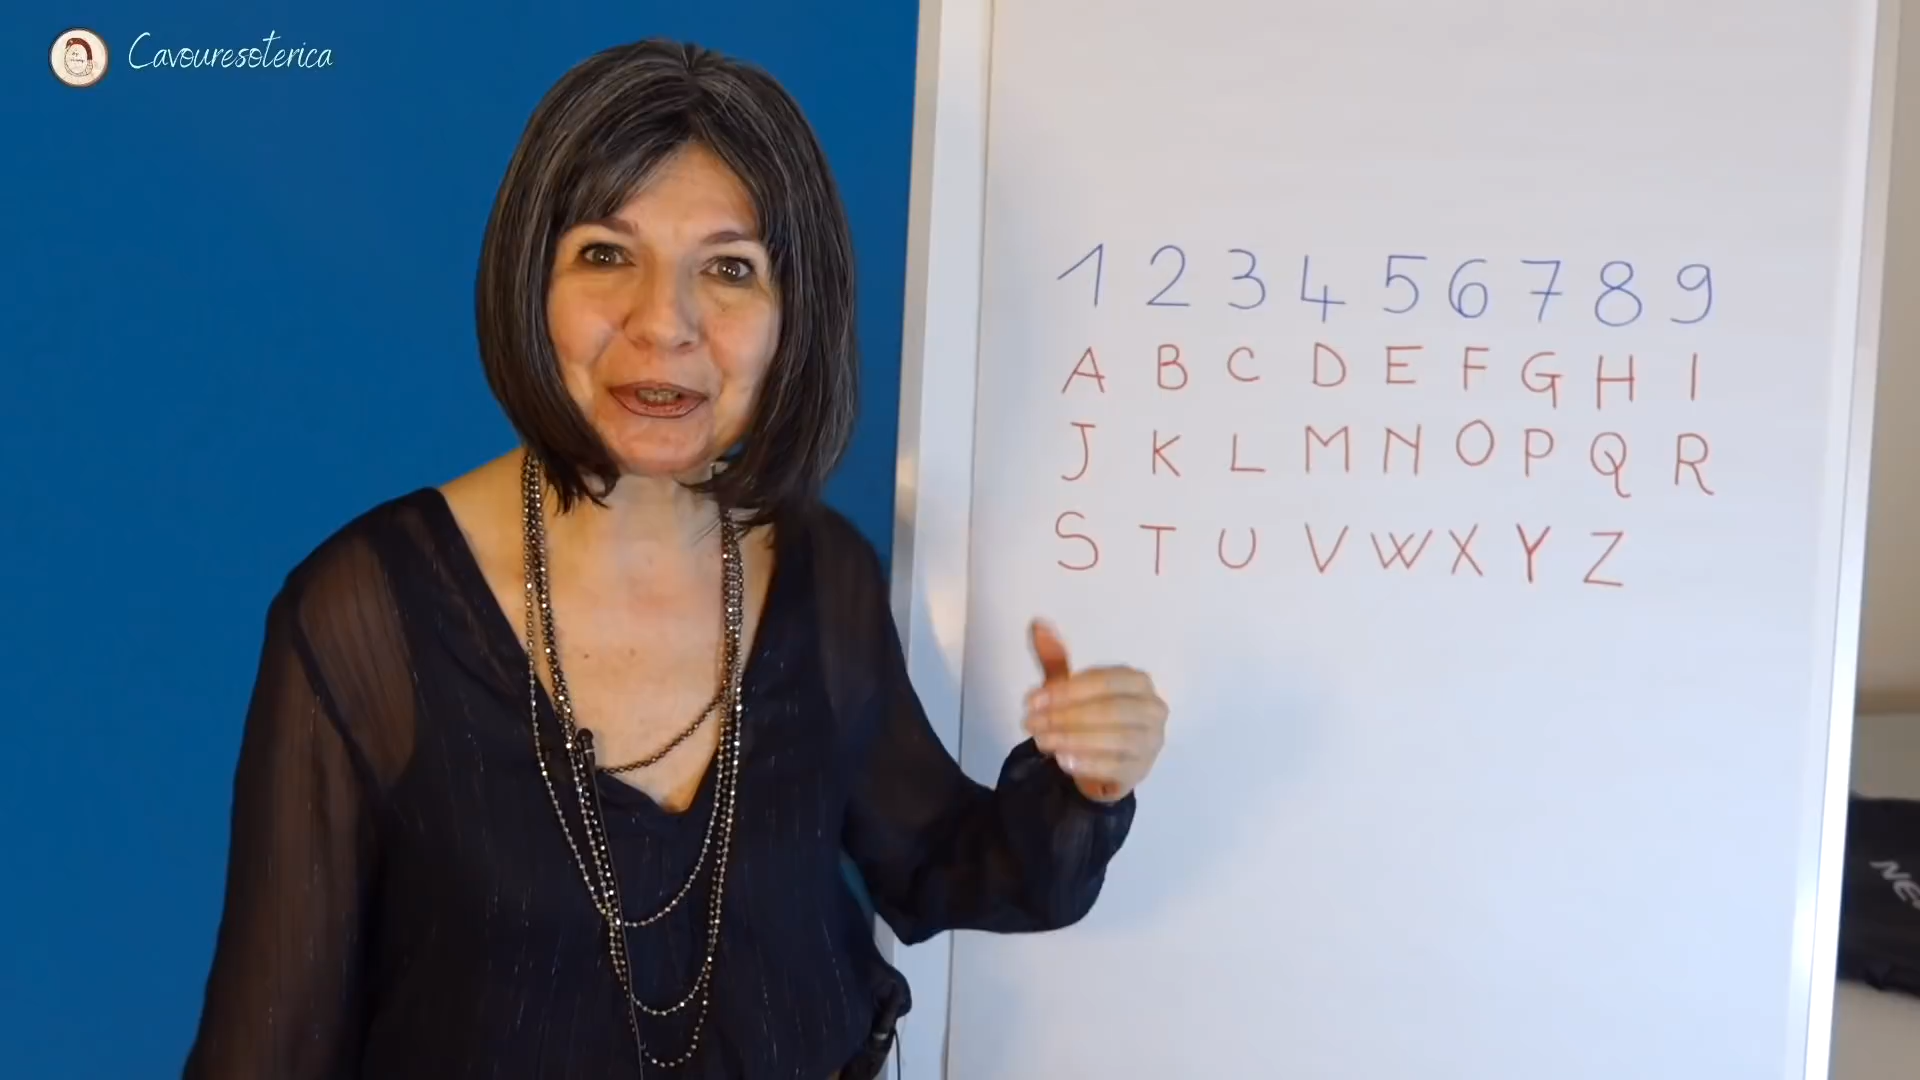 Cavouresoterica
1 2 3 4 5 6 7 8 9
A B C D E F G H I
J K L M N O P Q R
S T U V W X Y Z